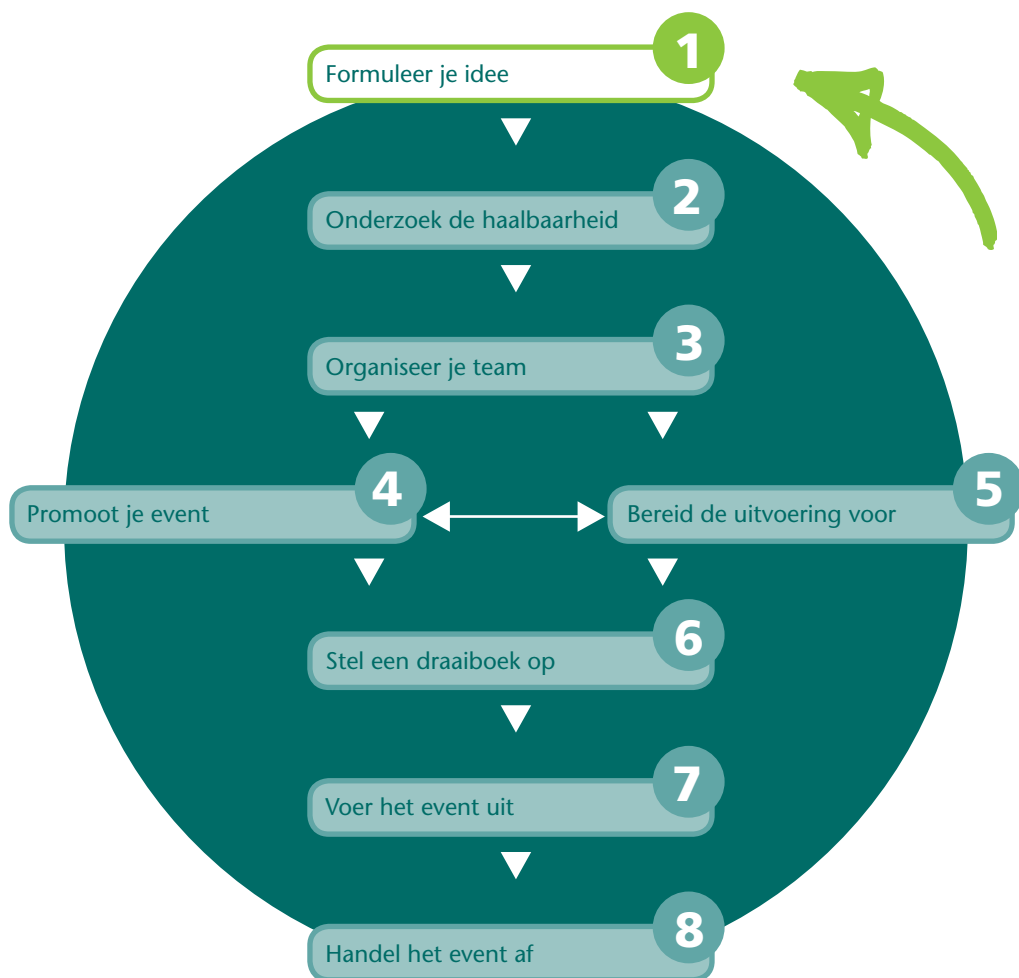 1
Formuleer je idee
2
Onderzoek de haalbaarheid
3
Organiseer je team
4
Promoot je event
5
Bereid de uitvoering voor
6
Stel een draaiboek op
7
Voer het event uit
8
Handel het event af